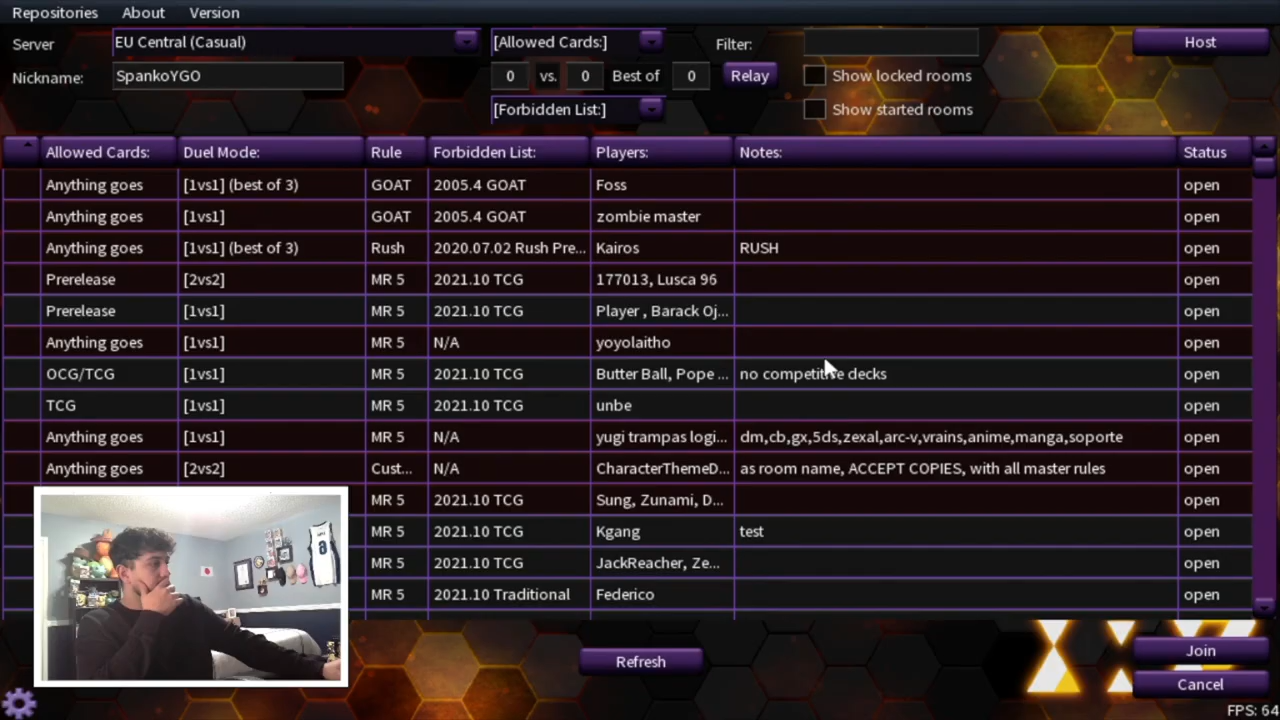 Repositories About Version
Server EU Central (Casual) [Allowed Cards:] Filter: Host
Nickname: SpankoYGO 0 vs. 0 Best of 0 Relay Show locked rooms
[Forbidden List:] Show started rooms
Allowed Cards: Duel Mode: Rule Forbidden List: Players: Notes: Status
Anything goes [1vs1] (best of 3) GOAT 2005.4 GOAT Foss open
Anything goes [1vs1] GOAT 2005.4 GOAT zombie master open
Anything goes [1vs1] (best of 3) Rush 2020.07.02 Rush Pre... Kairos RUSH open
Prerelease [2vs2] MR 5 2021.10 TCG 177013, Lusca 96 open
Prerelease [1vs1] MR 5 2021.10 TCG Player , Barack Oj... open
Anything goes [1vs1] MR 5 N/A yoyolaitho open
OCG/TCG [1vs1] MR 5 2021.10 TCG Butter Ball, Pope ... no competitive decks open
TCG [1vs1] MR 5 2021.10 TCG unbe open
Anything goes [1vs1] MR 5 N/A yugi trampas logi... dm,cb,gx,5ds,zexal,arc-v,vrains,anime,manga,soporte open
Anything goes [2vs2] Cust... N/A CharacterThemeD... as room name, ACCEPT COPIES, with all master rules open
MR 5 2021.10 TCG Sung, Zunami, D... open
MR 5 2021.10 TCG Kgang test open
MR 5 2021.10 TCG JackReacher, Ze... open
MR 5 2021.10 Traditional Federico open
Refresh Join
Cancel
FPS: 64